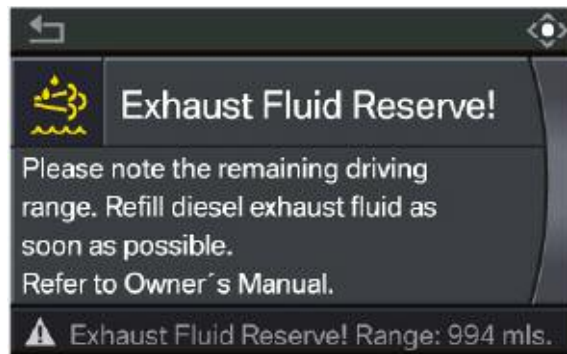 Exhaust Fluid Reserve!
Please note the remaining driving
range. Refill diesel exhaust fluid as
soon as possible.
Refer to Owner´s Manual.
Exhaust Fluid Reserve! Range: 994 mls.